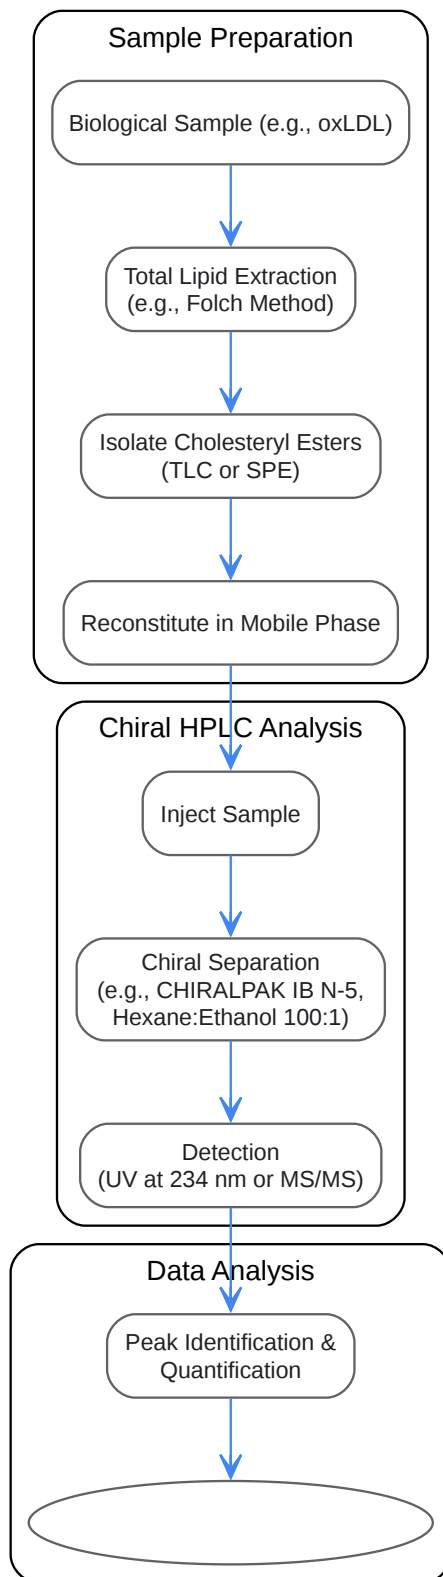 Sample Preparation
Biological Sample (e.g., oxLDL)
Total Lipid Extraction
(e.g., Folch Method)
Isolate Cholesteryl Esters
(TLC or SPE)
Reconstitute in Mobile Phase
Chiral HPLC Analysis
Inject Sample
Chiral Separation
(e.g., CHIRALPAK IB N-5,
Hexane:Ethanol 100:1)
Detection
(UV at 234 nm or MS/MS)
Data Analysis
Peak Identification &
Quantification